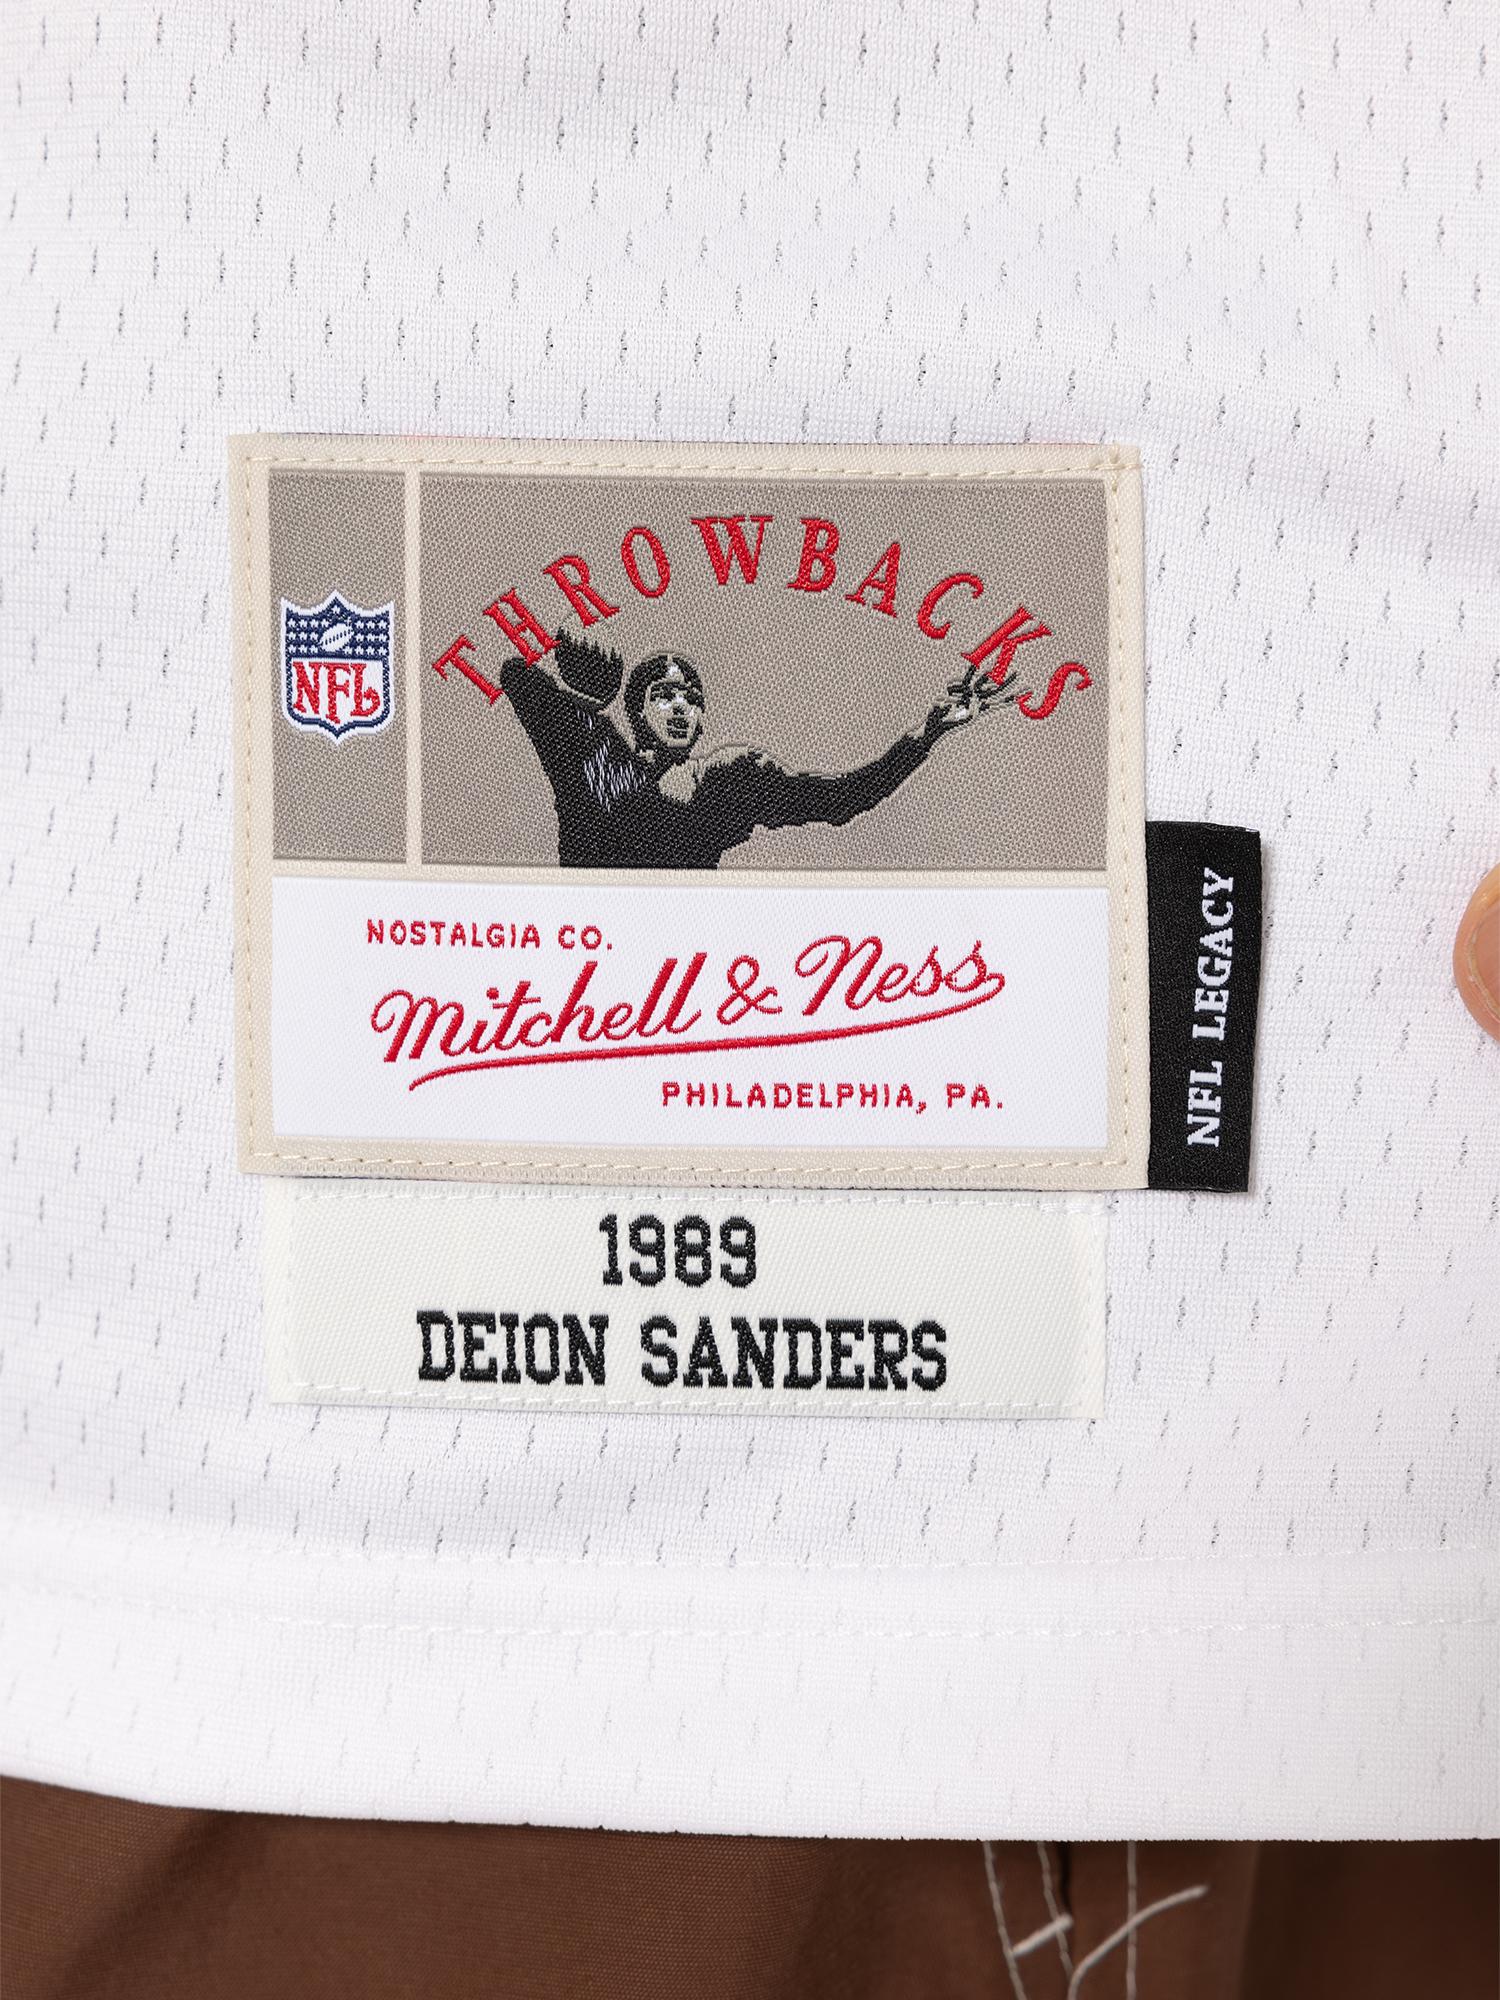 THROWBACKS
NFL
NOSTALGIA CO.
Mitchell & Ness
PHILADELPHIA, PA.
NFL LEGACY
1989
DEION SANDERS